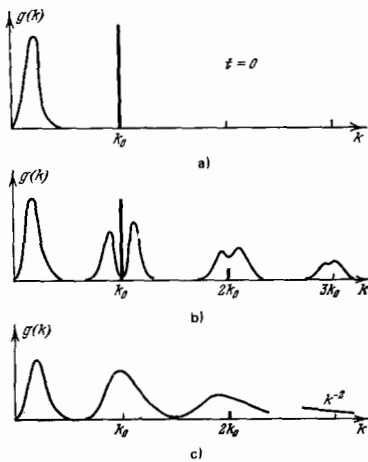 g(k)
t = 0
k₀ k
a)
g(k)
k₀ 2k₀ 3k₀ k
b)
g(k)
k⁻²
k₀ 2k₀ k
c)